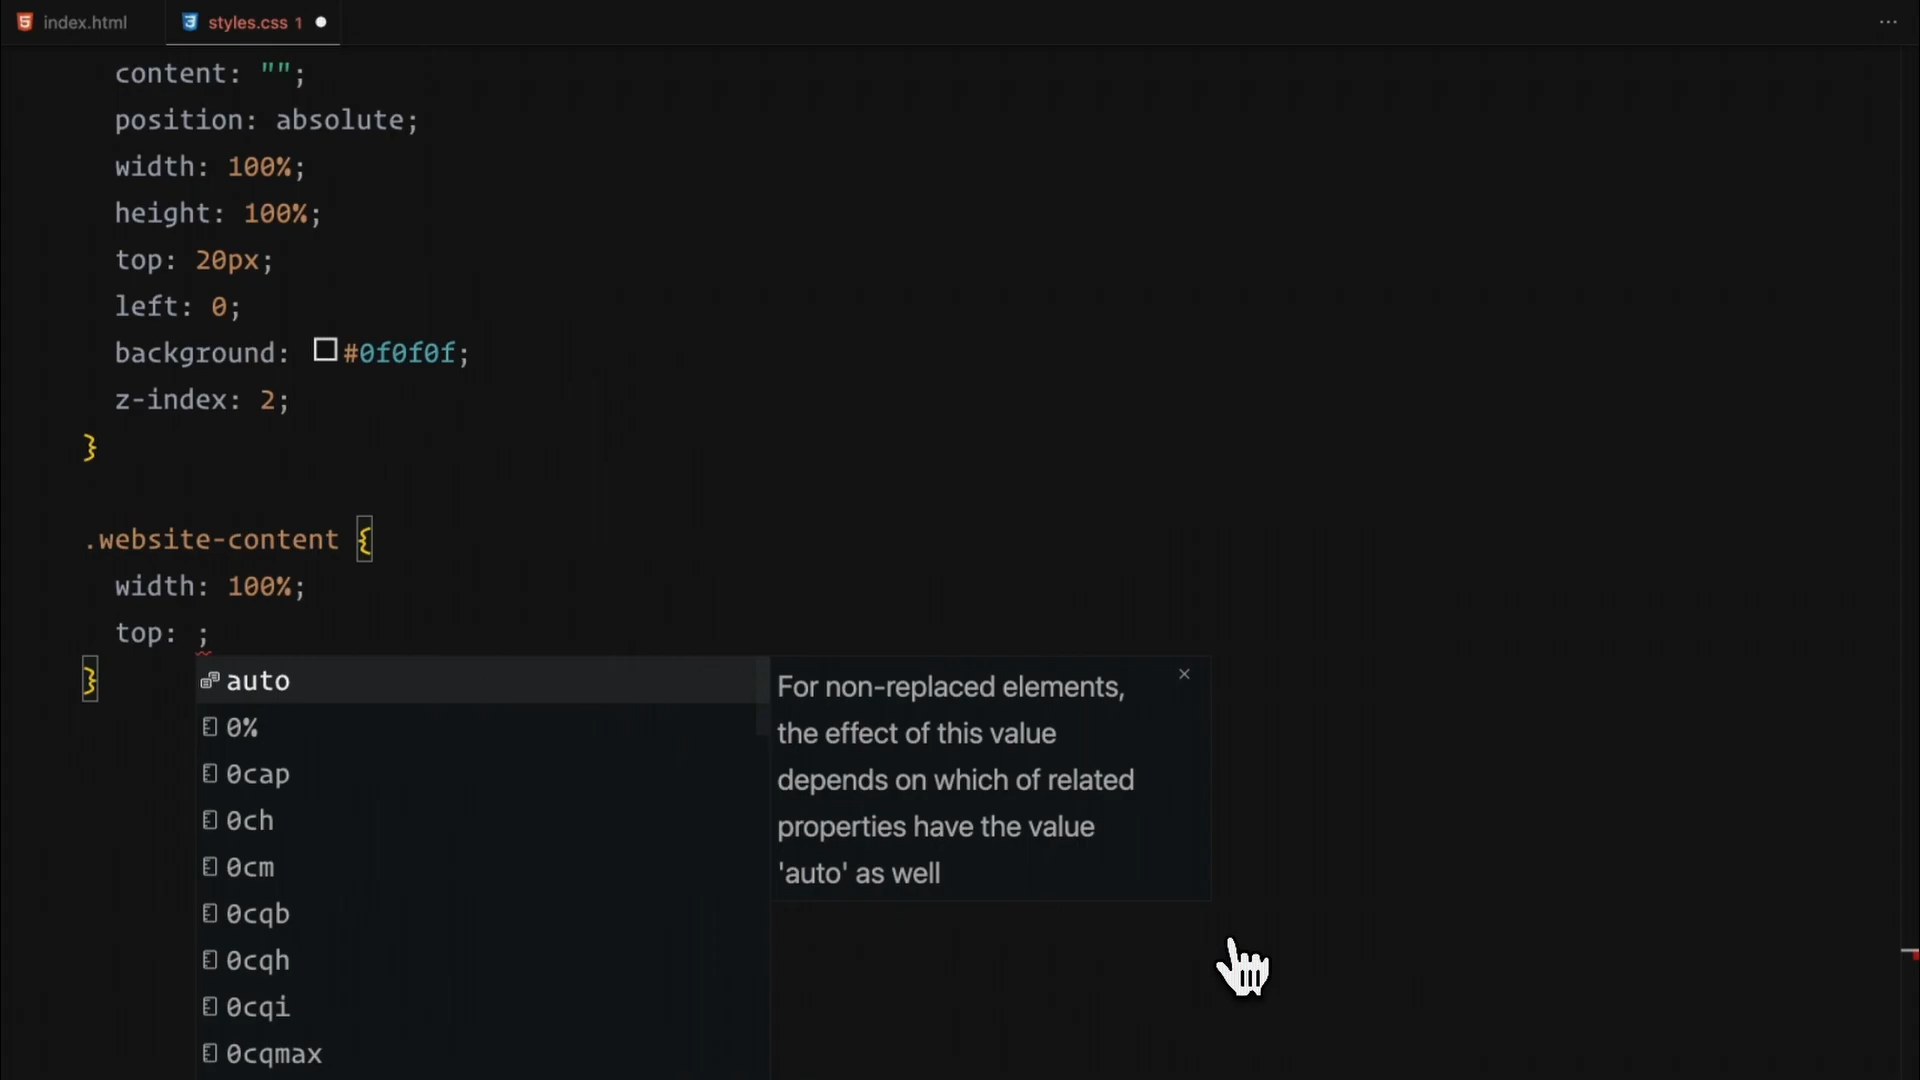 index.html
styles.css 1
content: "";
position: absolute;
width: 100%;
height: 100%;
top: 20px;
left: 0;
background: #0f0f0f;
z-index: 2;
}
.website-content {
width: 100%;
top: ;
}
auto
0%
0cap
0ch
0cm
0cqb
0cqh
0cqi
0cqmax
For non-replaced elements,
the effect of this value
depends on which of related
properties have the value
'auto' as well